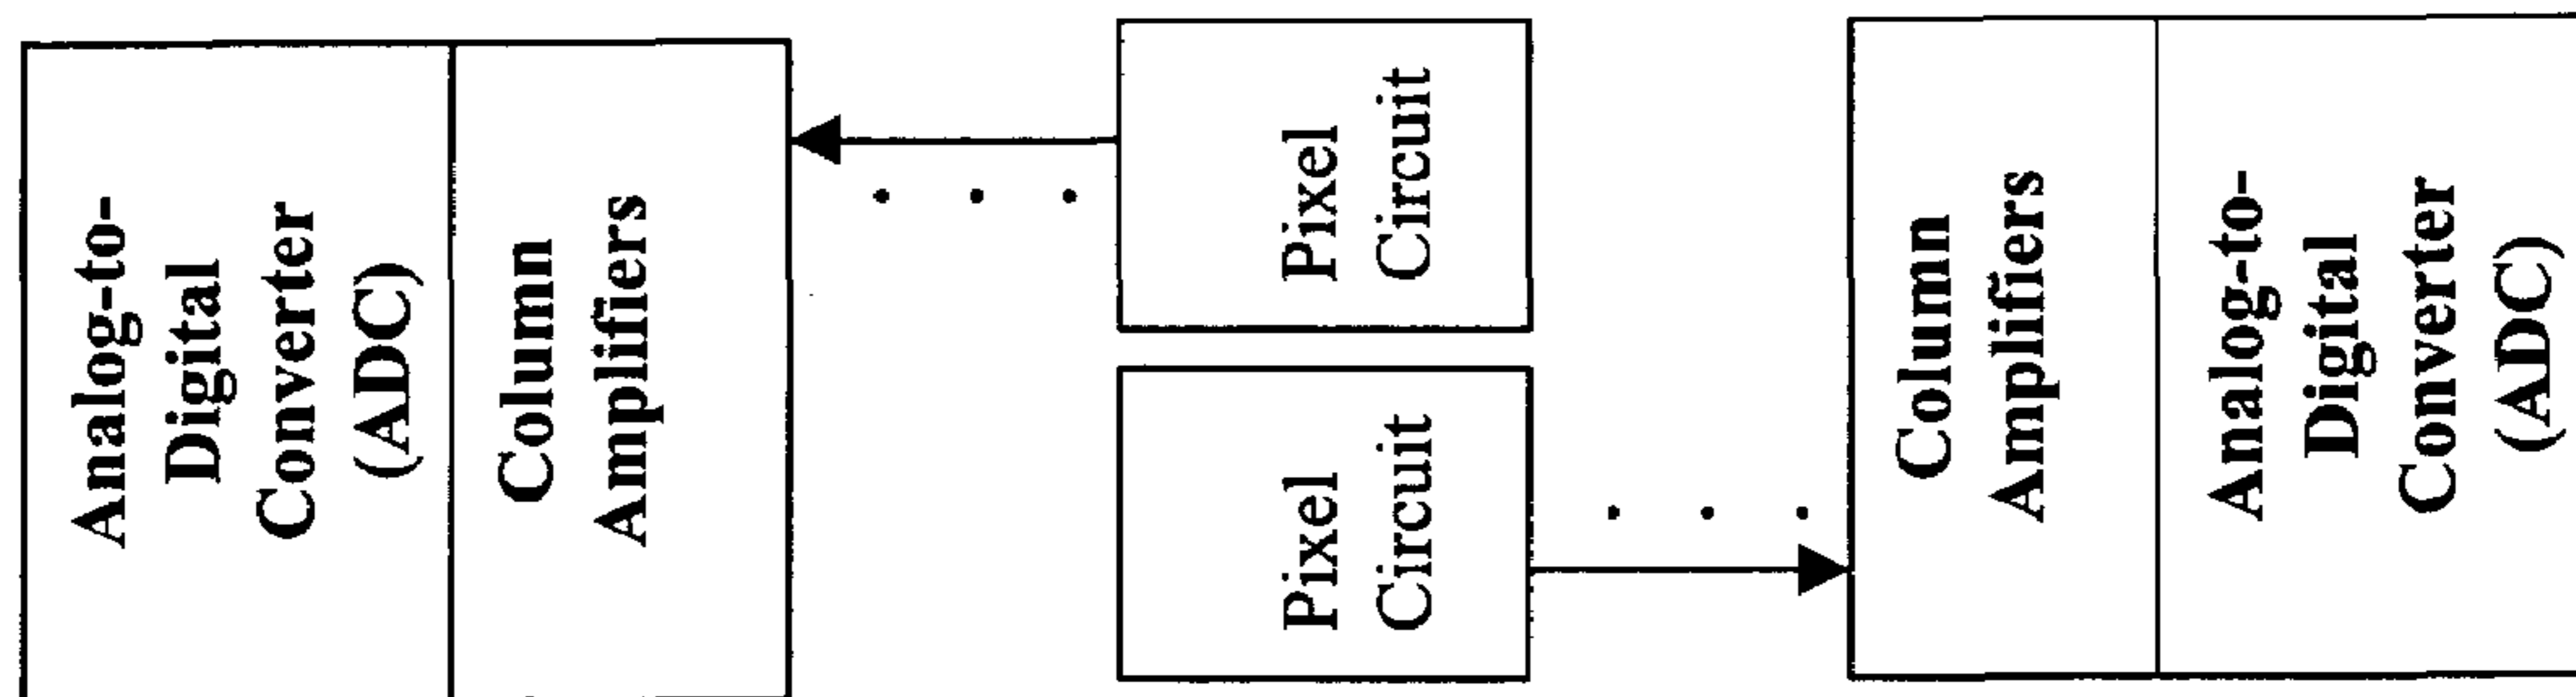 Analog-to-
Digital
Converter
(ADC)
Column
Amplifiers
Pixel
Circuit
Pixel
Circuit
Column
Amplifiers
Analog-to-
Digital
Converter
(ADC)